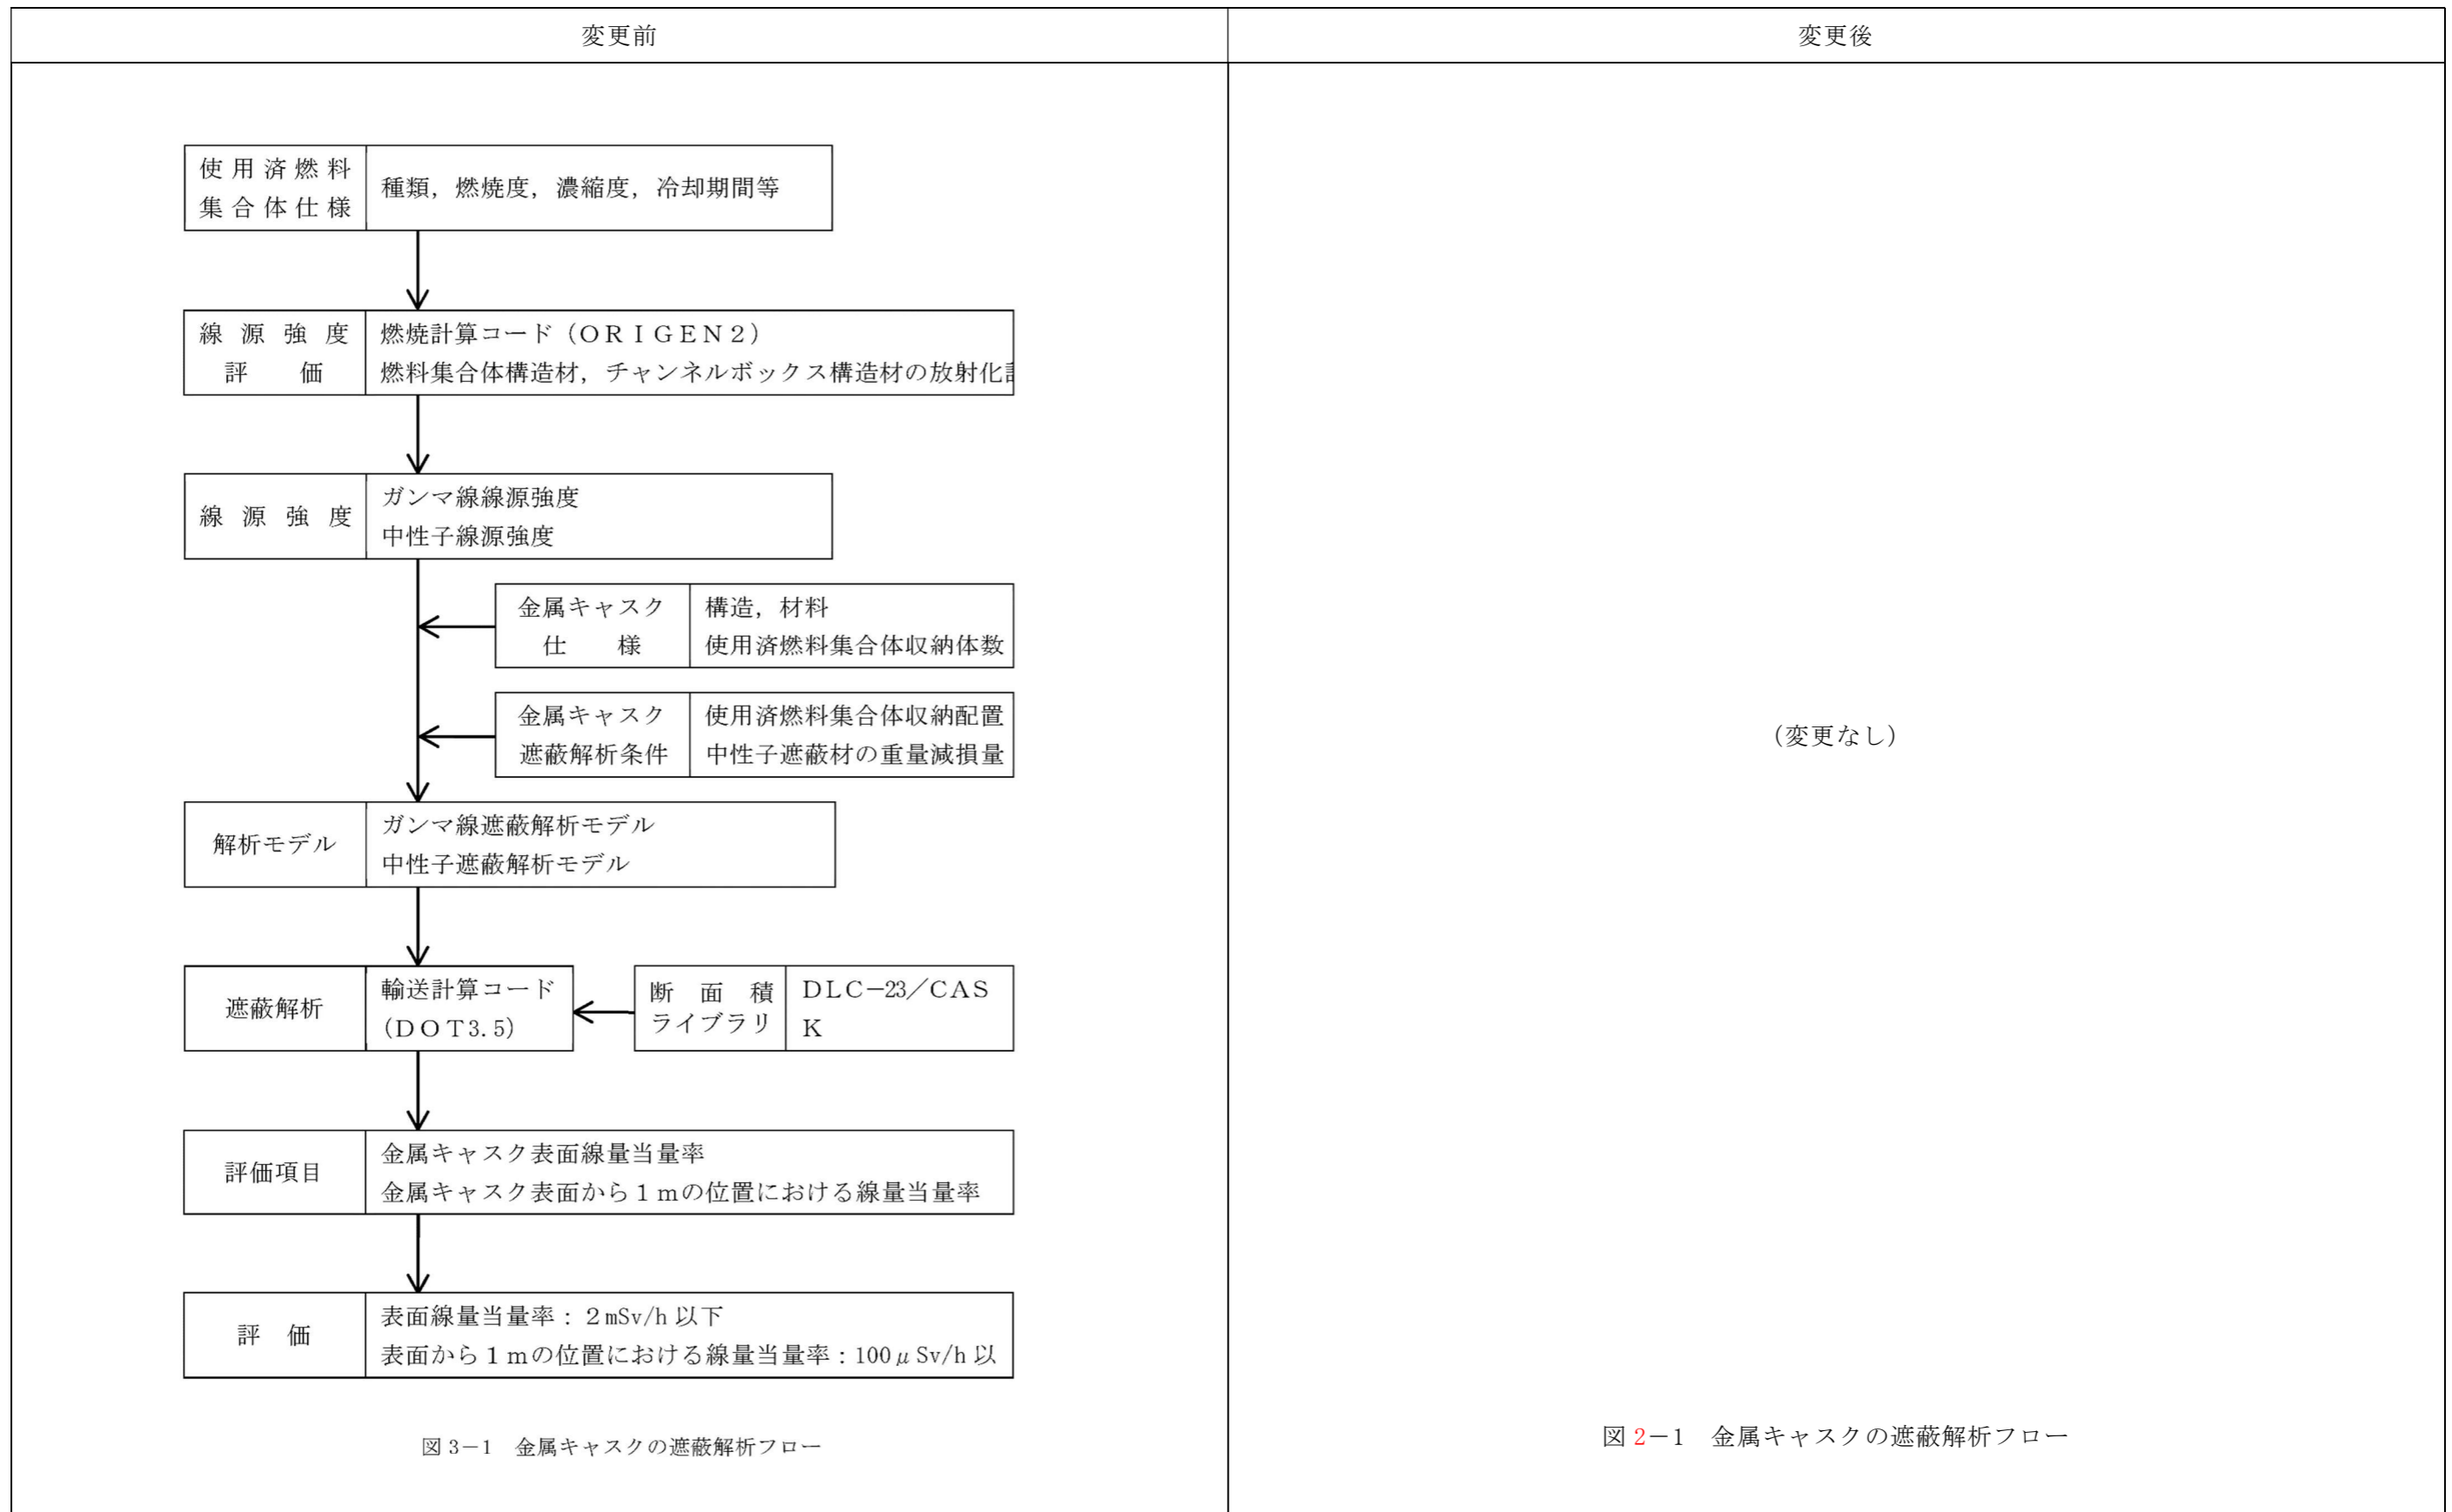 変更前
変更後
使用済燃料
集合体仕様
種類，燃焼度，濃縮度，冷却期間等
線源強度
評価
燃焼計算コード（ＯＲＩＧＥＮ２）
燃料集合体構造材，チャンネルボックス構造材の放射化
線源強度
ガンマ線線源強度
中性子線源強度
金属キャスク
仕様
構造，材料
使用済燃料集合体収納体数
金属キャスク
遮蔽解析条件
使用済燃料集合体収納配置
中性子遮蔽材の重量減損量
解析モデル
ガンマ線遮蔽解析モデル
中性子遮蔽解析モデル
遮蔽解析
輸送計算コード
（ＤＯＴ3.5）
断面積
ライブラリ
ＤＬＣ－23／ＣＡＳ
Ｋ
評価項目
金属キャスク表面線量当量率
金属キャスク表面から１ｍの位置における線量当量率
評価
表面線量当量率：２mSv/h 以下
表面から１ｍの位置における線量当量率：100μSv/h 以
図 3－1　金属キャスクの遮蔽解析フロー
（変更なし）
図 2－1　金属キャスクの遮蔽解析フロー